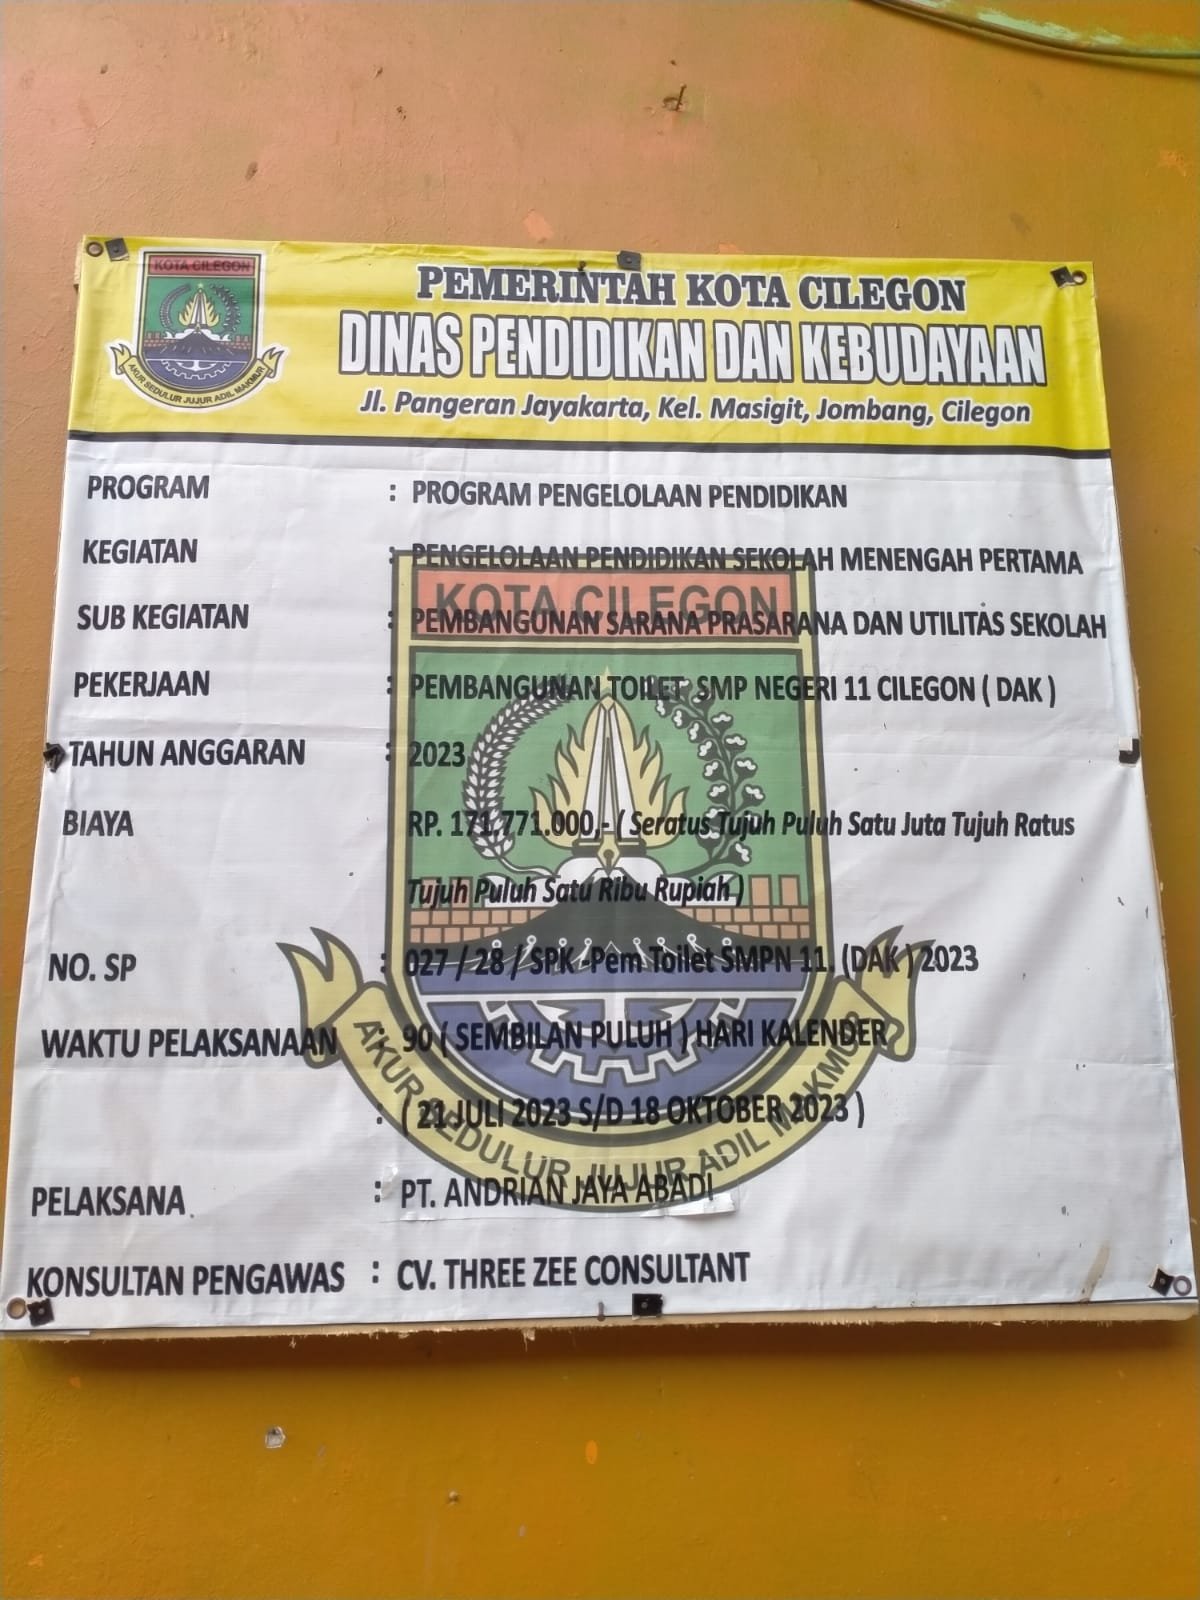 KOTA CILEGON
AKUR SEDULUR JUJUR ADIL MAKMUR
PEMERINTAH KOTA CILEGON
DINAS PENDIDIKAN DAN KEBUDAYAAN
Jl. Pangeran Jayakarta, Kel. Masigit, Jombang, Cilegon
PROGRAM : PROGRAM PENGELOLAAN PENDIDIKAN
KEGIATAN : PENGELOLAAN PENDIDIKAN SEKOLAH MENENGAH PERTAMA
KOTA CILEGON
SUB KEGIATAN : PEMBANGUNAN SARANA PRASARANA DAN UTILITAS SEKOLAH
PEKERJAAN : PEMBANGUNAN TOILET SMP NEGERI 11 CILEGON ( DAK )
TAHUN ANGGARAN : 2023
BIAYA RP. 171.771.000,- ( Seratus Tujuh Puluh Satu Juta Tujuh Ratus
Tujuh Puluh Satu Ribu Rupiah )
NO. SP : 027 / 28 / SPK -Pem Toilet SMPN 11. (DAK ) 2023
WAKTU PELAKSANAAN : 90 ( SEMBILAN PULUH ) HARI KALENDER
: ( 21 JULI 2023 S/D 18 OKTOBER 2023 )
AKUR SEDULUR JUJUR ADIL MAKMUR
PELAKSANA : PT. ANDRIAN JAYA ABADI
KONSULTAN PENGAWAS : CV. THREE ZEE CONSULTANT